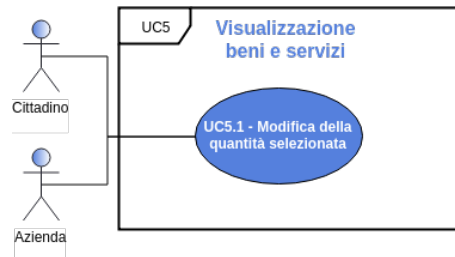 UC5
Visualizzazione
beni e servizi
Cittadino
UC5.1 - Modifica della
quantità selezionata
Azienda